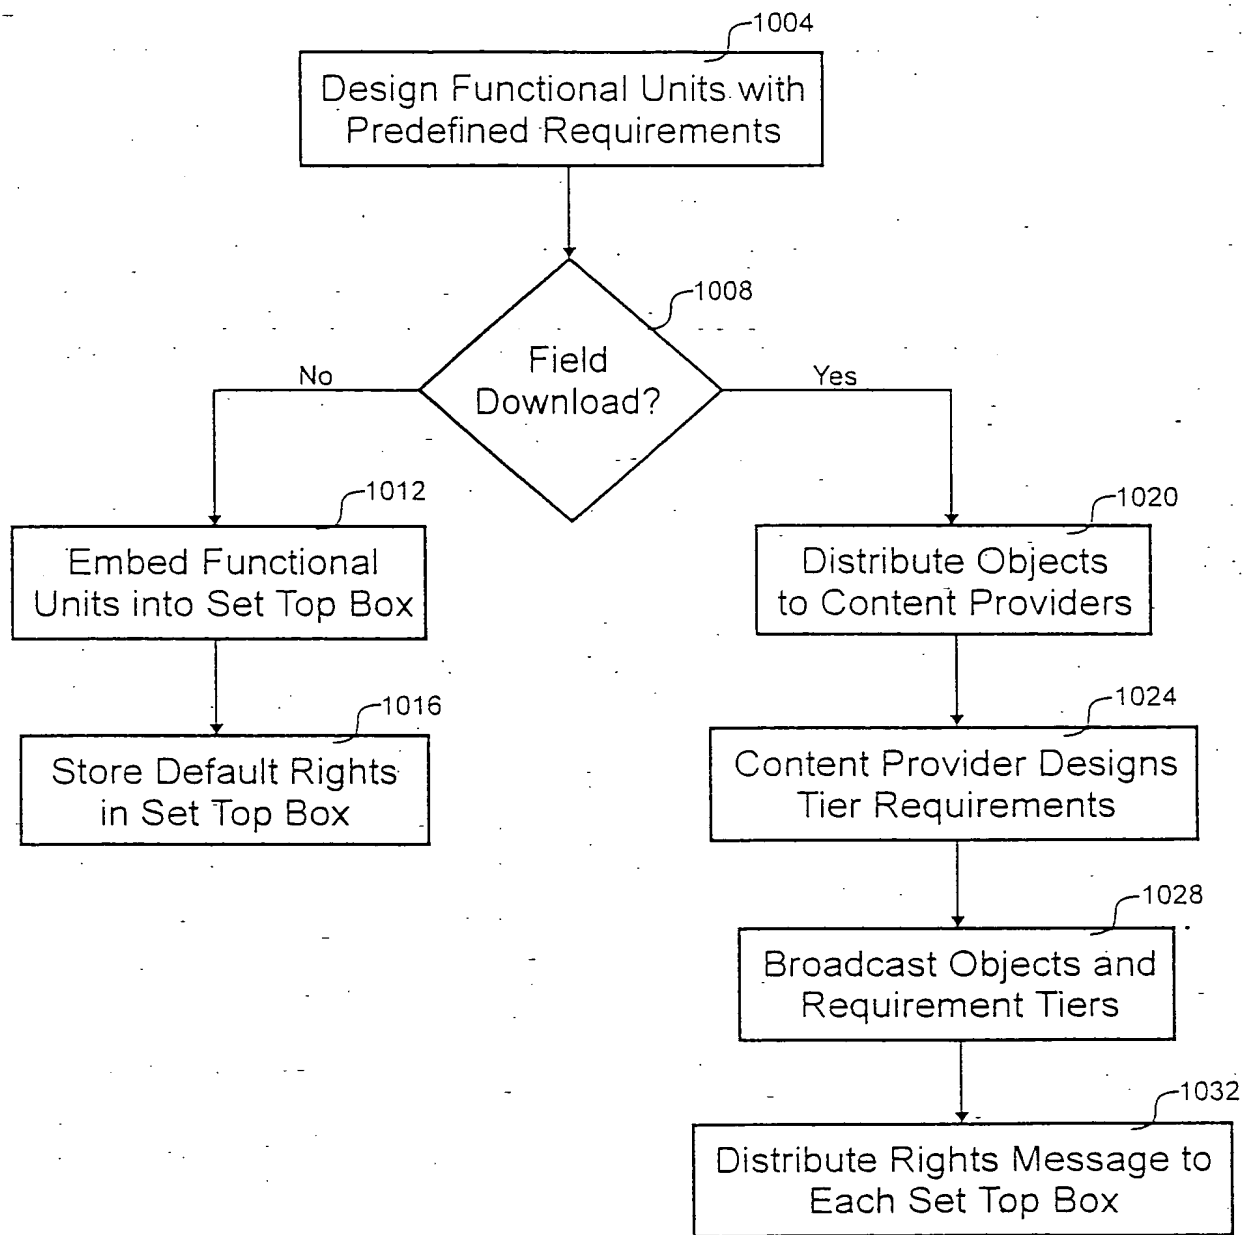 1004
Design Functional Units with
Predefined Requirements
1008
Field
Download?
No
Yes
1012
Embed Functional
Units into Set Top Box
1020
Distribute Objects
to Content Providers
1016
Store Default Rights
in Set Top Box
1024
Content Provider Designs
Tier Requirements
1028
Broadcast Objects and
Requirement Tiers
1032
Distribute Rights Message to
Each Set Top Box